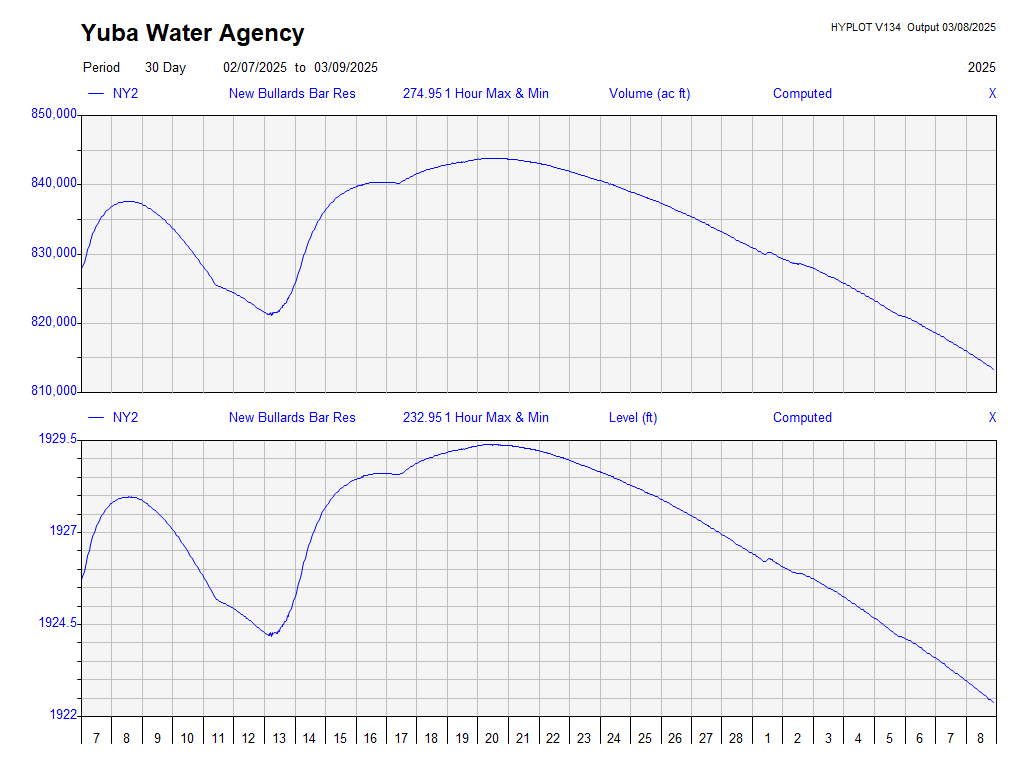 Yuba Water Agency
HYPLOT V134 Output 03/08/2025
Period 30 Day 02/07/2025 to 03/09/2025 2025
NY2 New Bullards Bar Res 274.95 1 Hour Max & Min Volume (ac ft) Computed X
850,000
840,000
830,000
820,000
810,000
NY2 New Bullards Bar Res 232.95 1 Hour Max & Min Level (ft) Computed X
1929.5
1927
1924.5
1922
7 8 9 10 11 12 13 14 15 16 17 18 19 20 21 22 23 24 25 26 27 28 1 2 3 4 5 6 7 8